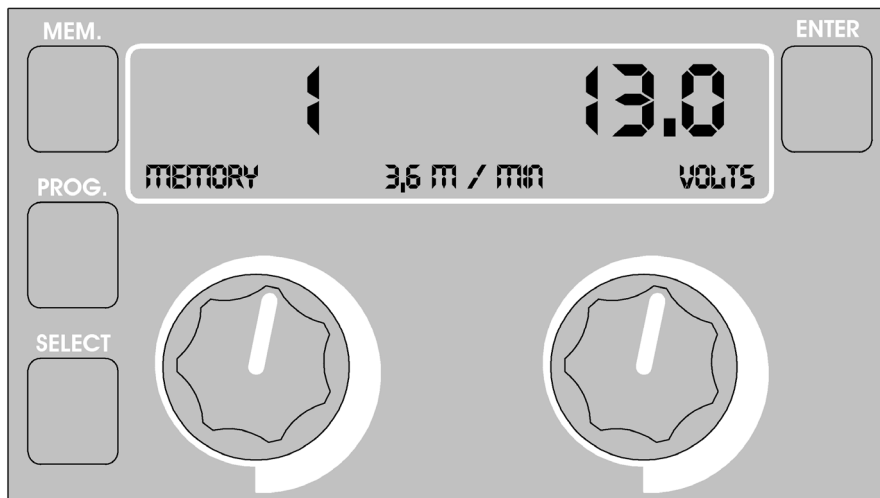 MEM.
ENTER
1 13.0
MEMORY 3,6 m / min VOLTS
PROG.
SELECT